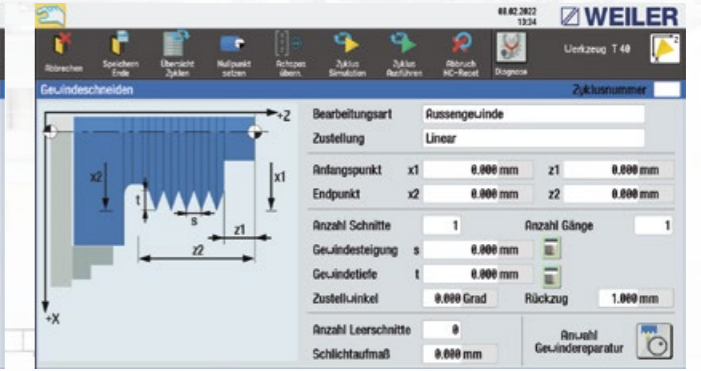 08.02.2022
13:34
WEILER
Abbrechen
Speichern Ende
Übersicht Zyklen
Nullpunkt setzen
Achspos übern.
Zyklus Simulation
Zyklus Ausführen
Abbruch NC-Reset
Diagnose
Werkzeug T 40
2
Gewindeschneiden
Zyklusnummer
+Z
x2
x1
t
s
z1
z2
+X
Bearbeitungsart Aussengewinde
Zustellung Linear
Anfangspunkt x1 0.000 mm z1 0.000 mm
Endpunkt x2 0.000 mm z2 0.000 mm
Anzahl Schnitte 1 Anzahl Gänge 1
Gewindesteigung s 0.000 mm
Gewindetiefe t 0.000 mm
Zustellwinkel 0.000 Grad Rückzug 1.000 mm
Anzahl Leerschnitte 0
Schlichtaufmaß 0.000 mm
Anwahl
Gewindereparatur